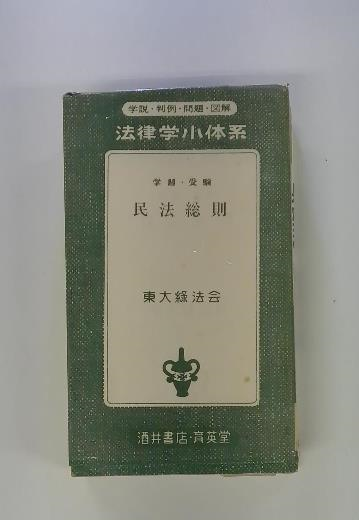 学説・判例・問題・図解
法律学小体系
学習・受験
民法総則
東大緑法会
酒井書店・育英堂